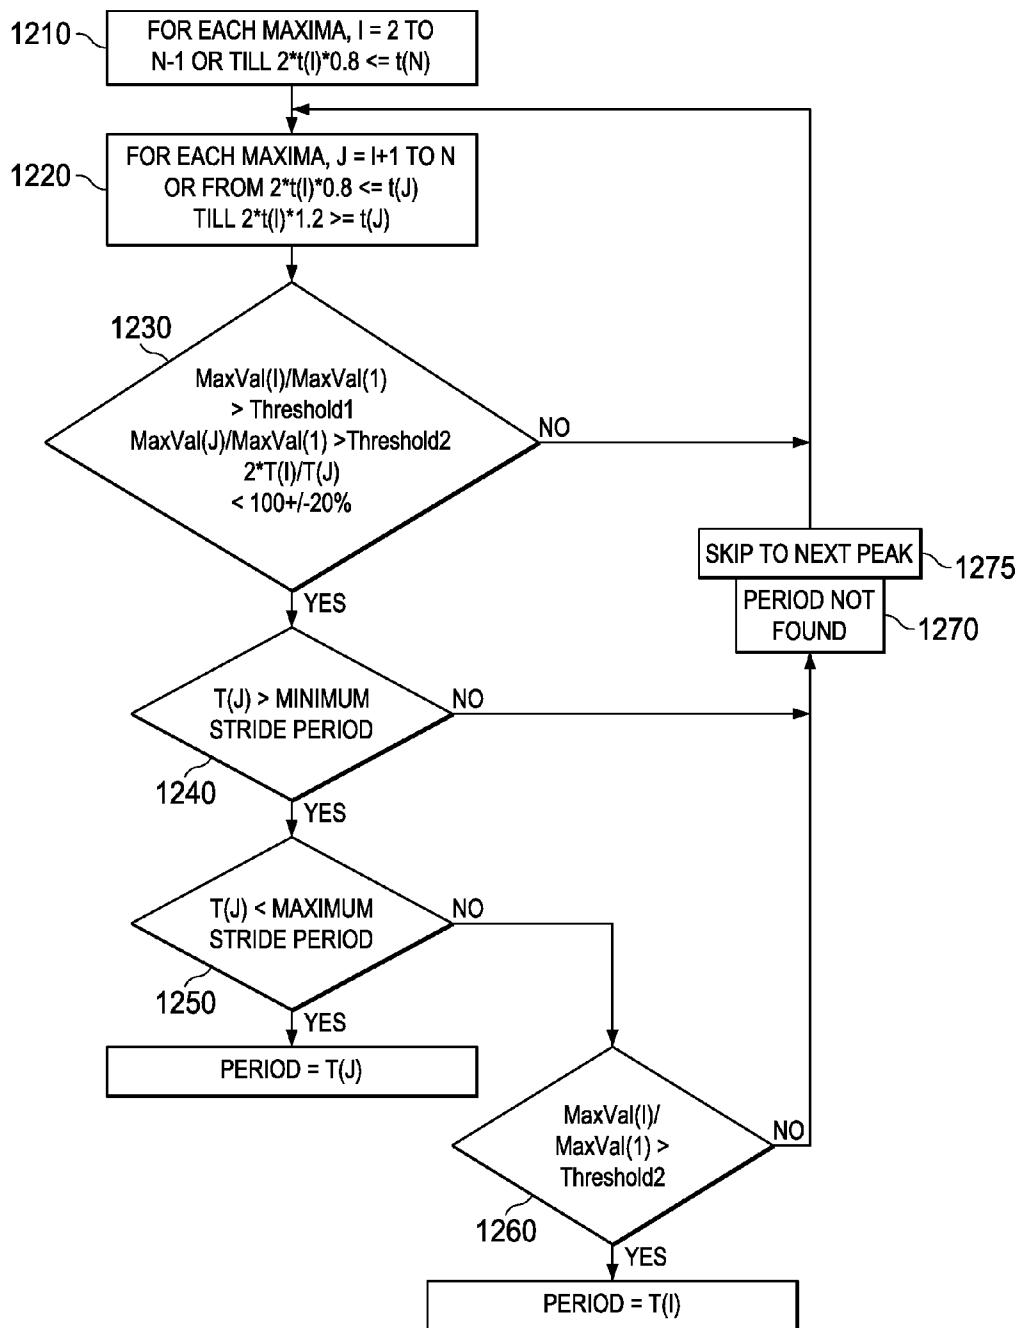 1210
FOR EACH MAXIMA, I = 2 TO
N-1 OR TILL 2*t(I)*0.8 <= t(N)
1220
FOR EACH MAXIMA, J = I+1 TO N
OR FROM 2*t(I)*0.8 <= t(J)
TILL 2*t(I)*1.2 >= t(J)
1230
MaxVal(I)/MaxVal(1)
> Threshold1
MaxVal(J)/MaxVal(1) >Threshold2
2*T(I)/T(J)
< 100+/-20%
NO
YES
SKIP TO NEXT PEAK
1275
PERIOD NOT
FOUND
1270
T(J) > MINIMUM
STRIDE PERIOD
NO
1240
YES
T(J) < MAXIMUM
STRIDE PERIOD
NO
1250
YES
PERIOD = T(J)
MaxVal(I)/
MaxVal(1) >
Threshold2
NO
1260
YES
PERIOD = T(I)